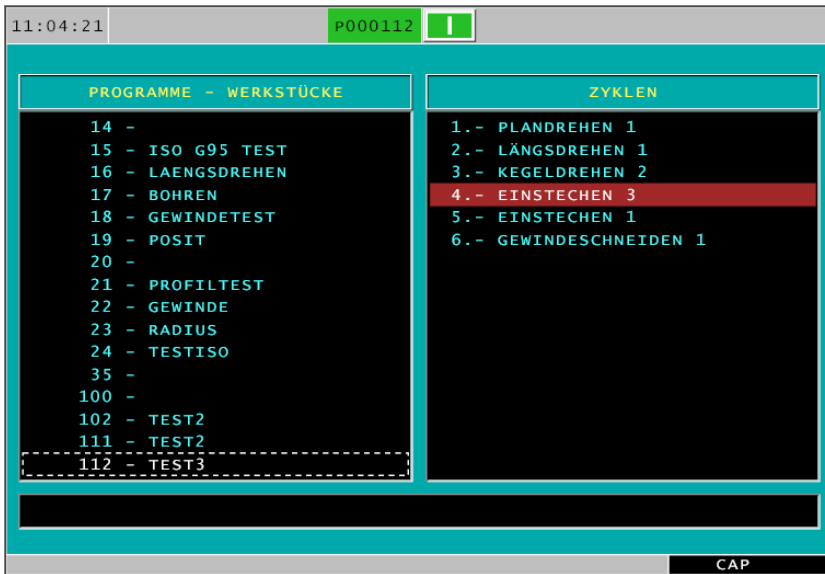 11:04:21
P000112
PROGRAMME - WERKSTÜCKE
14 -
15 - ISO G95 TEST
16 - LAENGSDREHEN
17 - BOHREN
18 - GEWINDETEST
19 - POSIT
20 -
21 - PROFILTEST
22 - GEWINDE
23 - RADIUS
24 - TESTISO
35 -
100 -
102 - TEST2
111 - TEST2
112 - TEST3
ZYKLEN
1.- PLANDREHEN 1
2.- LÄNGSDREHEN 1
3.- KEGELDREHEN 2
4.- EINSTECHEN 3
5.- EINSTECHEN 1
6.- GEWINDESCHNEIDEN 1
CAP